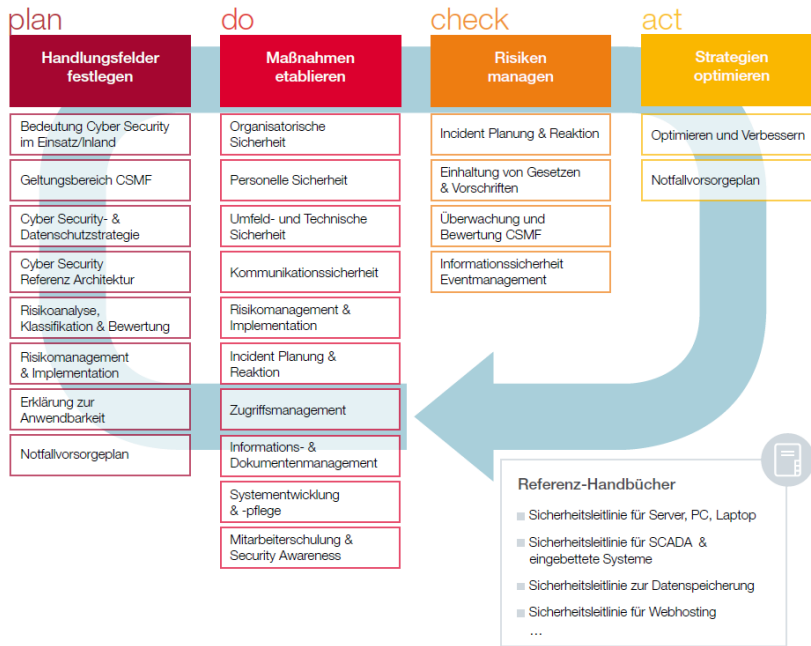 plan
Handlungsfelder
festlegen
Bedeutung Cyber Security
im Einsatz/Inland
Geltungsbereich CSMF
Cyber Security- &
Datenschutzstrategie
Cyber Security
Referenz Architektur
Risikoanalyse,
Klassifikation & Bewertung
Risikomanagement
& Implementation
Erklärung zur
Anwendbarkeit
Notfallvorsorgeplan
do
Maßnahmen
etablieren
Organisatorische
Sicherheit
Personelle Sicherheit
Umfeld- und Technische
Sicherheit
Kommunikationssicherheit
Risikomanagement &
Implementation
Incident Planung &
Reaktion
Zugriffsmanagement
Informations- &
Dokumentenmanagement
Systementwicklung
& -pflege
Mitarbeiterschulung &
Security Awareness
check
Risiken
managen
Incident Planung & Reaktion
Einhaltung von Gesetzen
& Vorschriften
Überwachung und
Bewertung CSMF
Informationssicherheit
Eventmanagement
act
Strategien
optimieren
Optimieren und Verbessern
Notfallvorsorgeplan
Referenz-Handbücher
Sicherheitsleitlinie für Server, PC, Laptop
Sicherheitsleitlinie für SCADA &
eingebettete Systeme
Sicherheitsleitlinie zur Datenspeicherung
Sicherheitsleitlinie für Webhosting
…